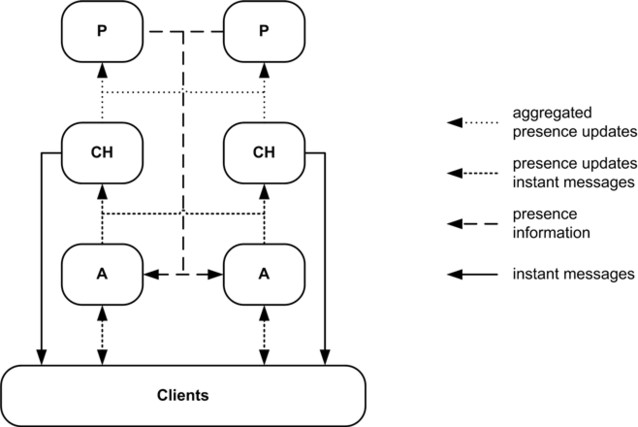 P
P
CH
CH
A
A
Clients
aggregated
presence updates
presence updates
instant messages
presence
information
instant messages